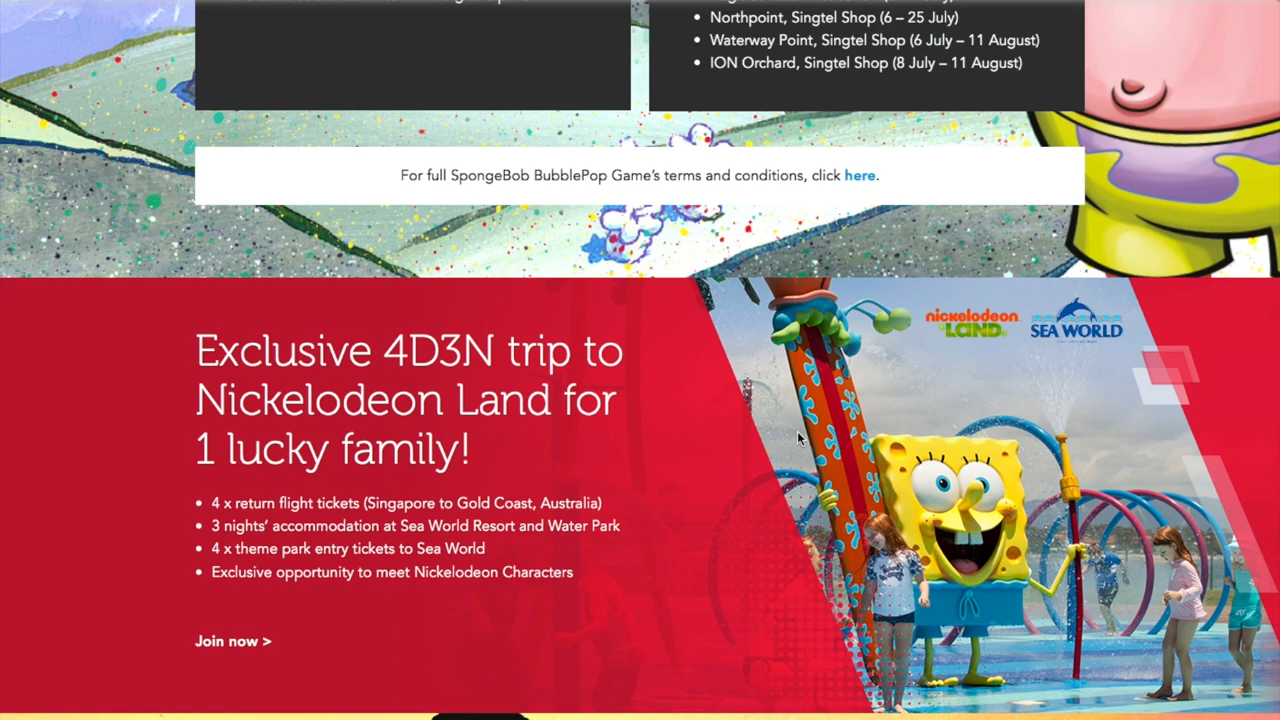 • Northpoint, Singtel Shop (6 – 25 July)
• Waterway Point, Singtel Shop (6 July – 11 August)
• ION Orchard, Singtel Shop (8 July – 11 August)
For full SpongeBob BubblePop Game's terms and conditions, click here.
nickelodeon
LAND
SEA WORLD
Exclusive 4D3N trip to
Nickelodeon Land for
1 lucky family!
• 4 x return flight tickets (Singapore to Gold Coast, Australia)
• 3 nights' accommodation at Sea World Resort and Water Park
• 4 x theme park entry tickets to Sea World
• Exclusive opportunity to meet Nickelodeon Characters
Join now >